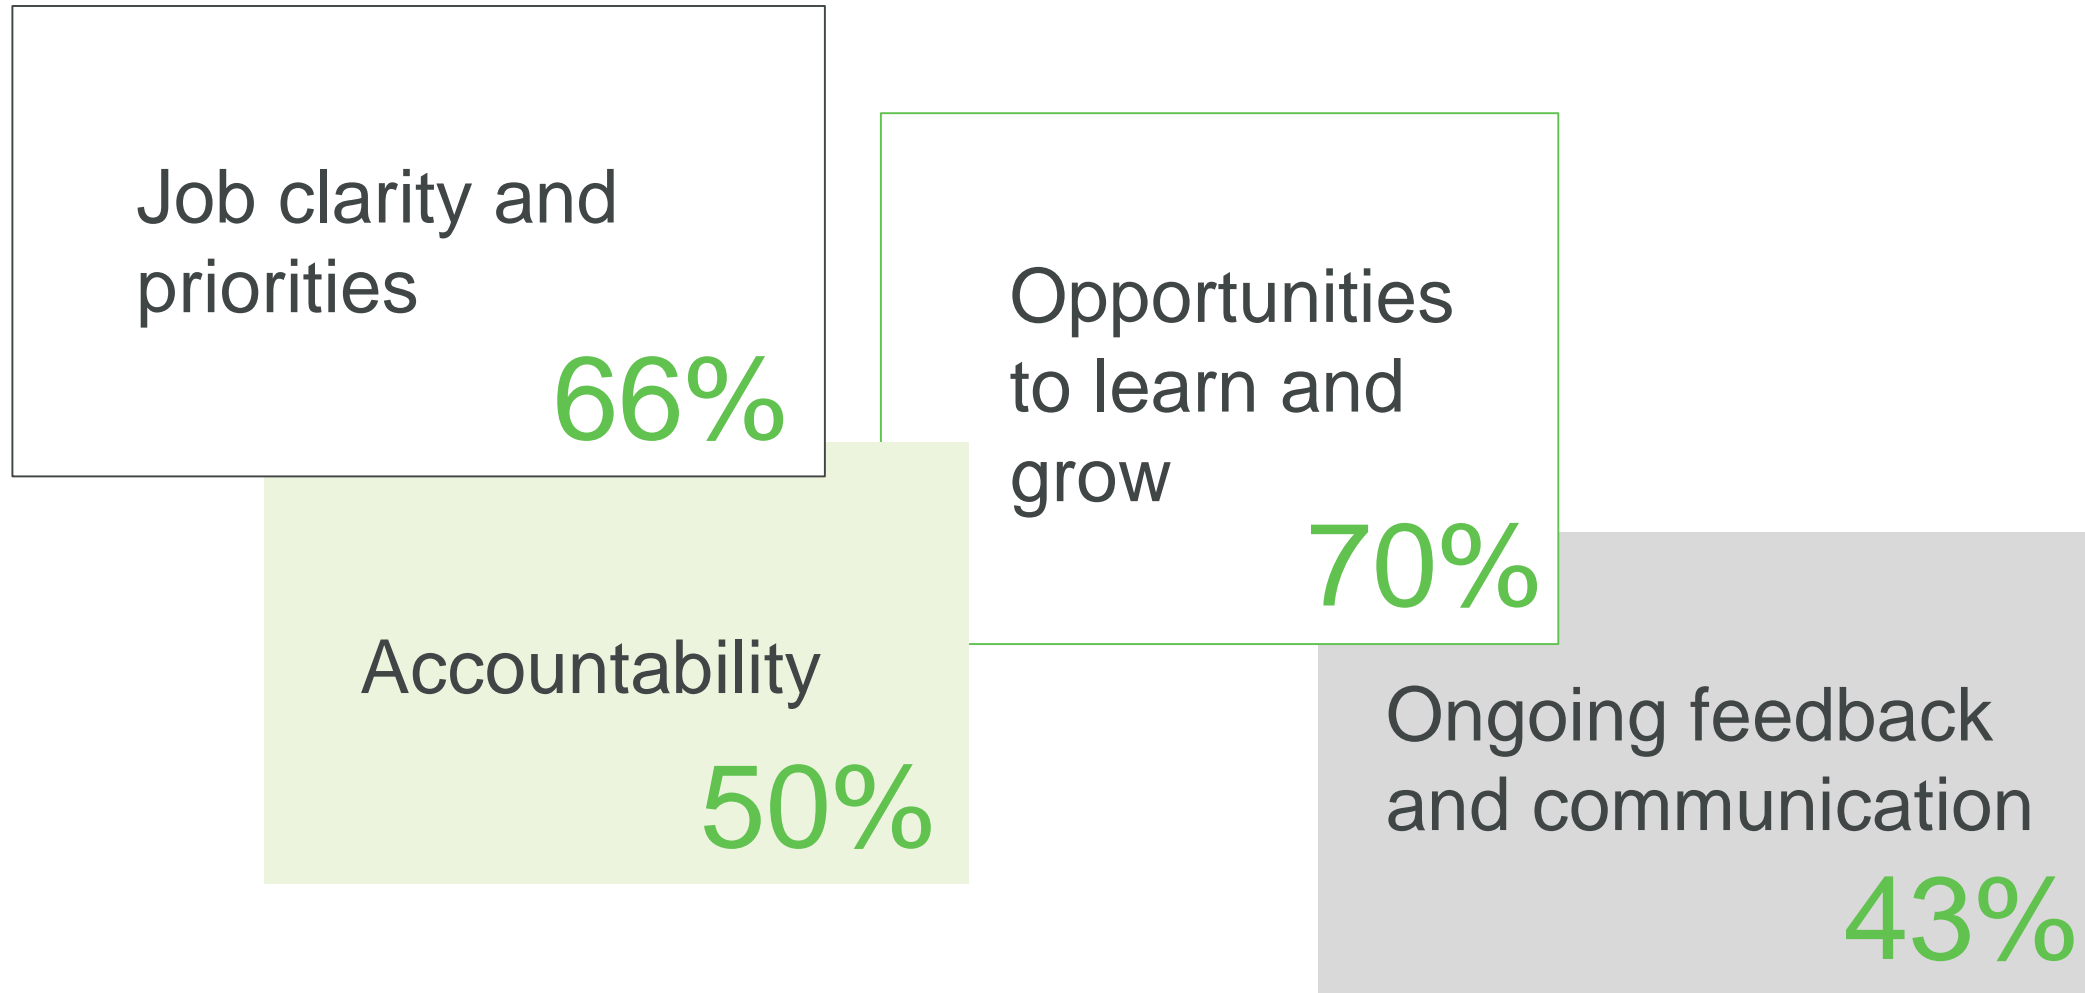 Job clarity and
priorities
66%
Opportunities
to learn and
grow
70%
Accountability
50%
Ongoing feedback
and communication
43%